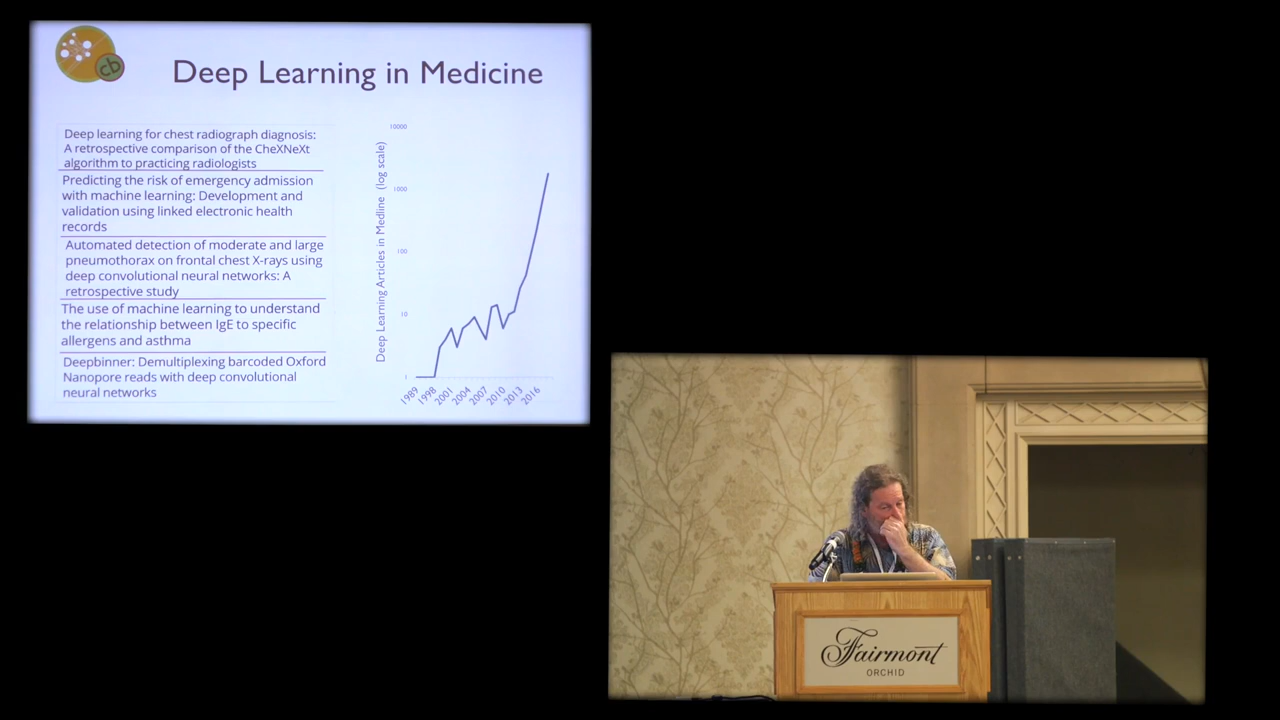 cb
Deep Learning in Medicine
Deep learning for chest radiograph diagnosis:
A retrospective comparison of the CheXNeXt
algorithm to practicing radiologists
Predicting the risk of emergency admission
with machine learning: Development and
validation using linked electronic health
records
Automated detection of moderate and large
pneumothorax on frontal chest X-rays using
deep convolutional neural networks: A
retrospective study
The use of machine learning to understand
the relationship between IgE to specific
allergens and asthma
Deepbinner: Demultiplexing barcoded Oxford
Nanopore reads with deep convolutional
neural networks
Deep Learning Articles in Medline (log scale)
10000
1000
100
10
1
1989
1998
2001
2004
2007
2010
2013
2016
Fairmont
ORCHID